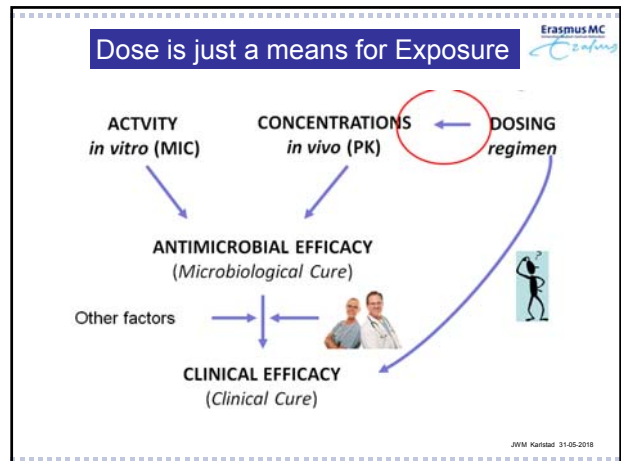 Dose is just a means for Exposure
Erasmus MC
Erasmus
ACTVITY
in vitro (MIC)
CONCENTRATIONS
in vivo (PK)
DOSING
regimen
ANTIMICROBIAL EFFICACY
(Microbiological Cure)
Other factors
CLINICAL EFFICACY
(Clinical Cure)
JWM Karlstad 31-05-2018